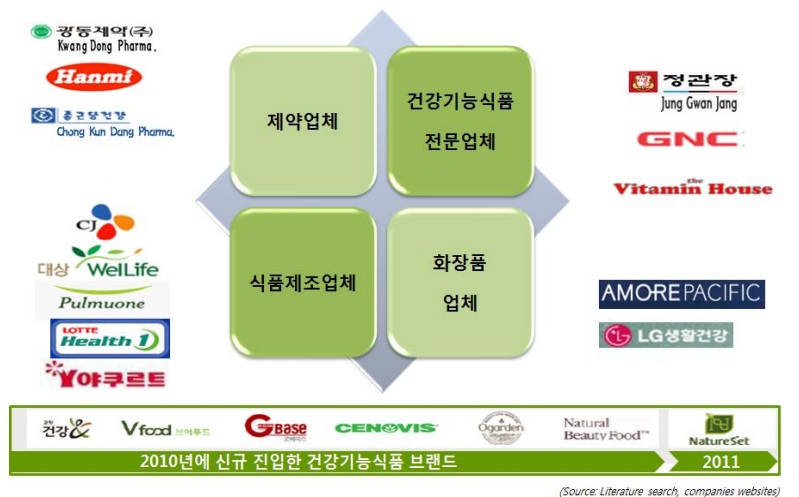 광동제약(주)
Kwang Dong Pharma.
Hanmi
종근당건강
Chong Kun Dang Pharma.
제약업체
건강기능식품
전문업체
정관장
Jung Gwan Jang
GNC
the
Vitamin House
CJ
대상 WelLife
Pulmuone
LOTTE
Health 1
야쿠르트
식품제조업체
화장품
업체
AMOREPACIFIC
LG생활건강
건강&
Vfood 브이푸드
GBASE
CENOVIS
Ogarden
Natural
BeautyFood™
NatureSet
2010년에 신규 진입한 건강기능식품 브랜드
2011
(Source: Literature search, companies websites)